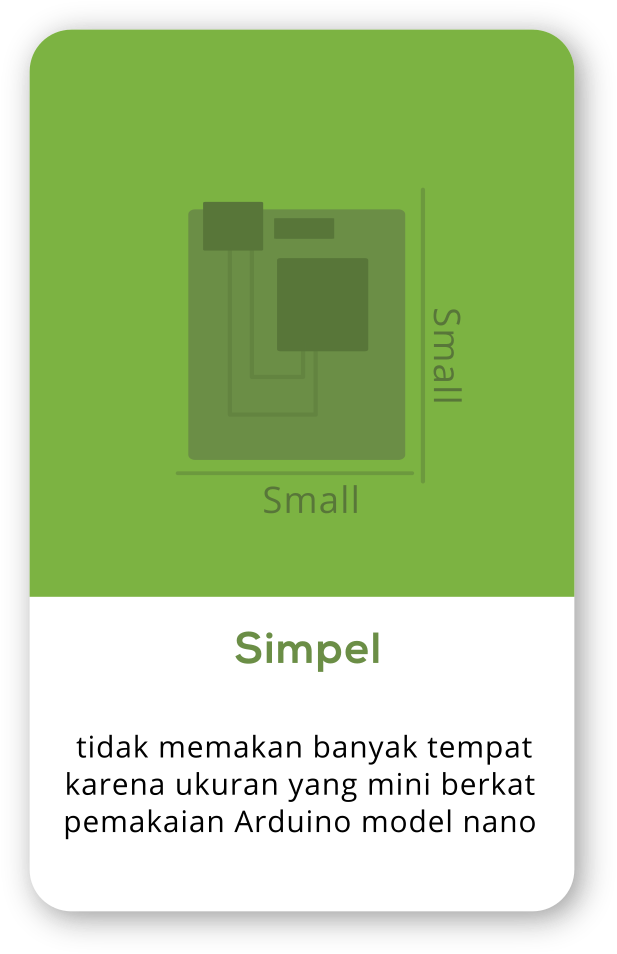 Small
Small
Simpel
tidak memakan banyak tempat
karena ukuran yang mini berkat
pemakaian Arduino model nano